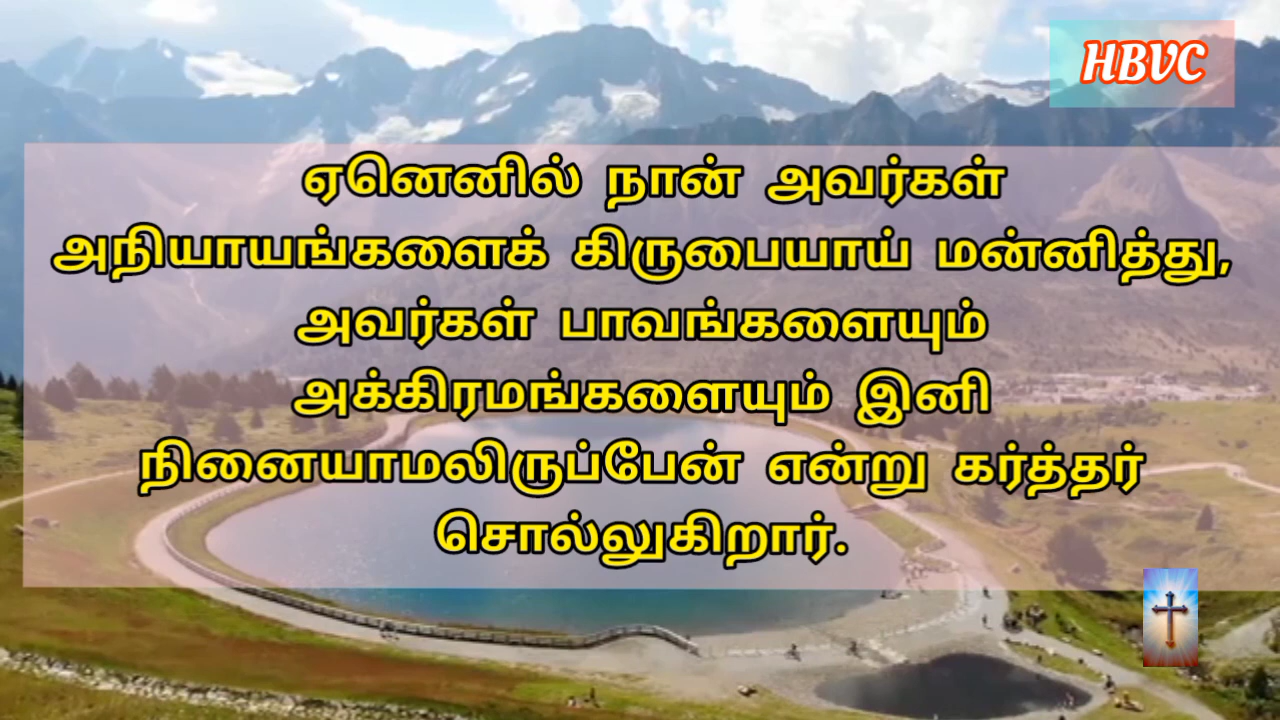 HBVC
ஏனெனில் நான் அவர்கள்
அநியாயங்களைக் கிருபையாய் மன்னித்து,
அவர்கள் பாவங்களையும்
அக்கிரமங்களையும் இனி
நினையாமலிருப்பேன் என்று கர்த்தர்
சொல்லுகிறார்.